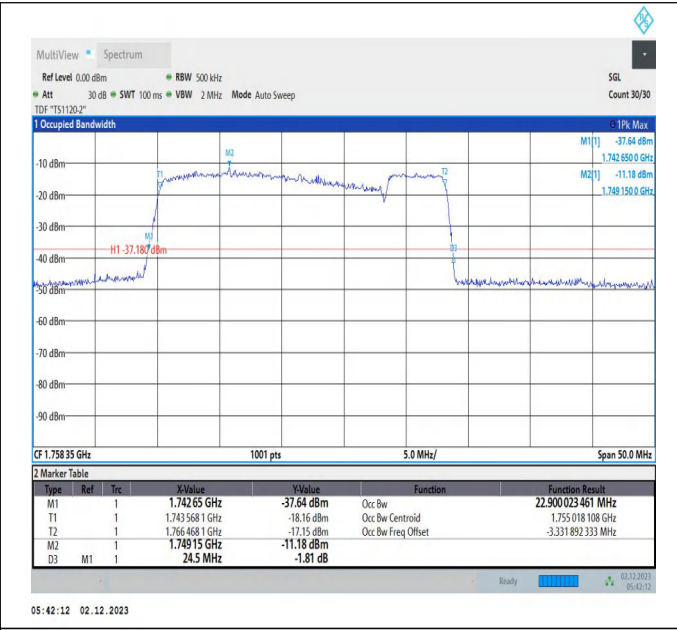 R S
MultiView Spectrum
Ref Level 0.00 dBm RBW 500 kHz SGL
Att 30 dB SWT 100 ms VBW 2 MHz Mode Auto Sweep Count 30/30
TDF "TS1120-2"
1 Occupied Bandwidth 1Pk Max
M1[1] -37.64 dBm
1.742 650 0 GHz
M2[1] -11.18 dBm
1.749 150 0 GHz
M2
-10 dBm
T1
T2
-20 dBm
-30 dBm
M1
H1 -37.180 dBm
D3
-40 dBm
-50 dBm
-60 dBm
-70 dBm
-80 dBm
-90 dBm
CF 1.758 35 GHz 1001 pts 5.0 MHz/ Span 50.0 MHz
2 Marker Table
Type Ref Trc X-Value Y-Value Function Function Result
M1 1 1.742 65 GHz -37.64 dBm Occ Bw 22.900 023 461 MHz
T1 1 1.743 568 1 GHz -18.16 dBm Occ Bw Centroid 1.755 018 108 GHz
T2 1 1.766 468 1 GHz -17.15 dBm Occ Bw Freq Offset -3.331 892 333 MHz
M2 1 1.749 15 GHz -11.18 dBm
D3 M1 1 24.5 MHz -1.81 dB
Ready 02.12.2023
05:42:12
05:42:12 02.12.2023